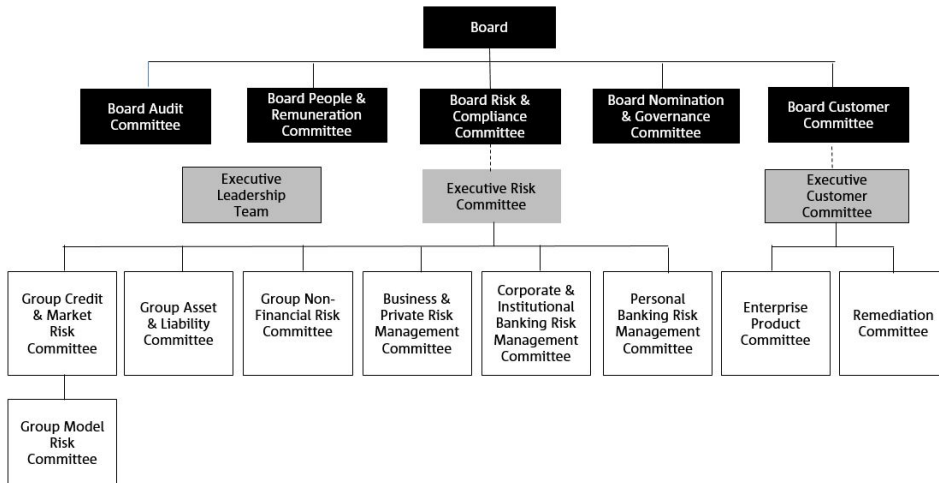 Board
Board Audit
Committee
Board People &
Remuneration
Committee
Board Risk &
Compliance
Committee
Board Nomination
& Governance
Committee
Board Customer
Committee
Executive
Leadership
Team
Executive Risk
Committee
Executive
Customer
Committee
Group Credit
& Market
Risk
Committee
Group Asset
& Liability
Committee
Group Non-
Financial Risk
Committee
Business &
Private Risk
Management
Committee
Corporate &
Institutional
Banking Risk
Management
Committee
Personal
Banking Risk
Management
Committee
Enterprise
Product
Committee
Remediation
Committee
Group Model
Risk
Committee